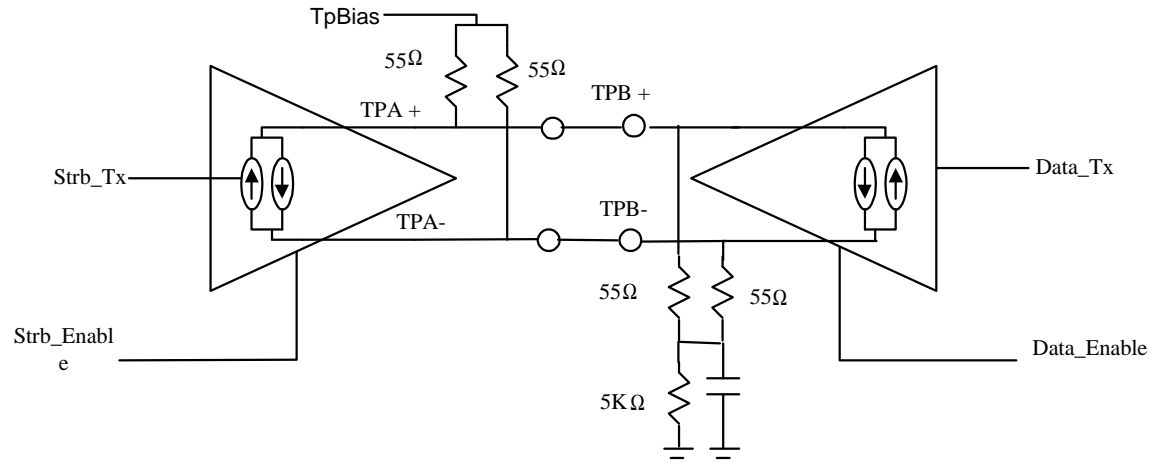 TpBias
55Ω
55Ω
TPA +
TPB +
Strb_Tx
Data_Tx
TPA-
TPB-
55Ω
55Ω
Strb_Enabl
e
Data_Enable
5KΩ